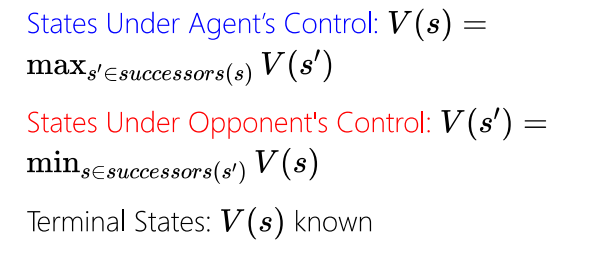 States Under Agent's Control: V(s) =
max_{s'∈successors(s)} V(s')
States Under Opponent's Control: V(s') =
min_{s∈successors(s')} V(s)
Terminal States: V(s) known